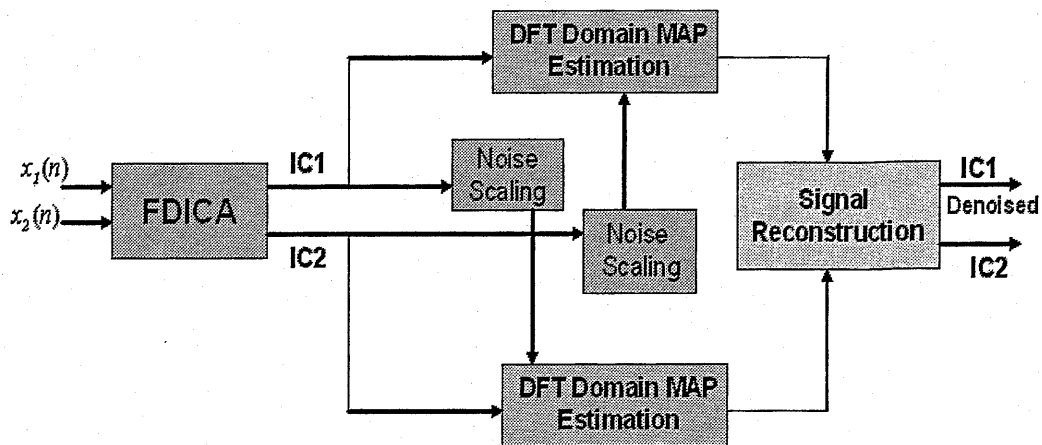 DFT Domain MAP
Estimation
x₁(n)
x₂(n)
FDICA
IC1
IC2
Noise
Scaling
Noise
Scaling
Signal
Reconstruction
IC1
Denoised
IC2
DFT Domain MAP
Estimation